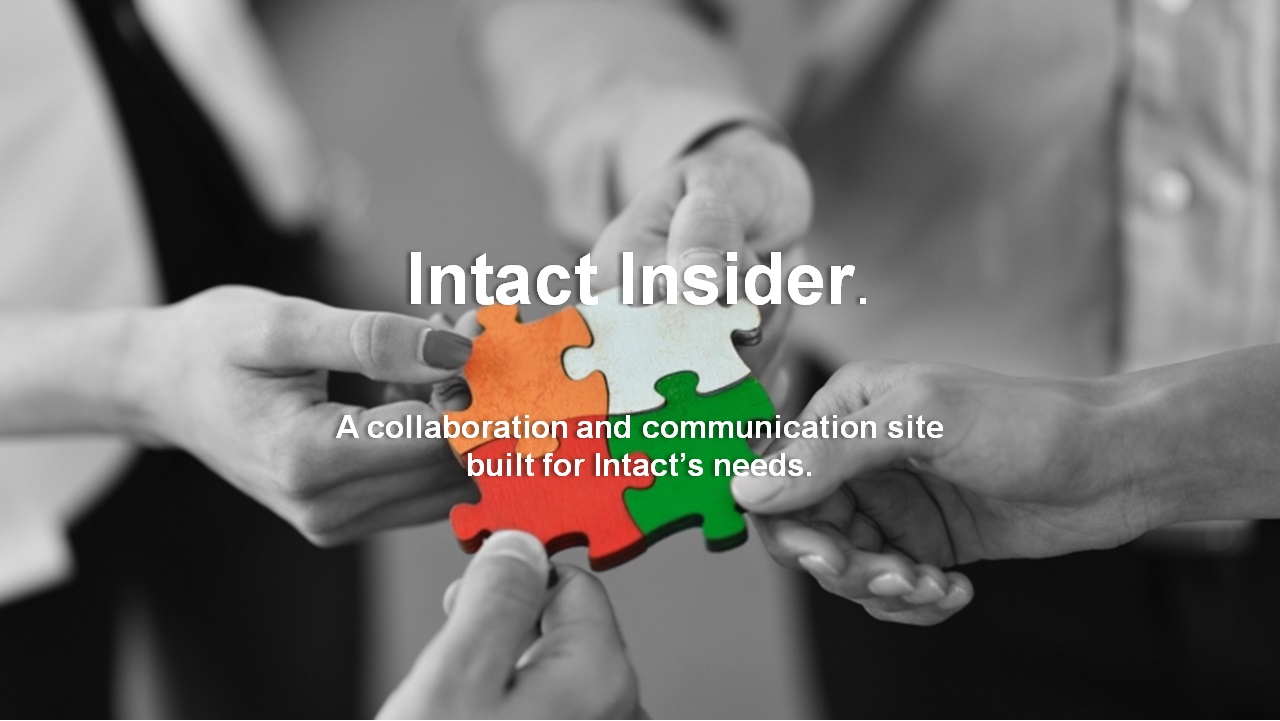 Intact Insider.
A collaboration and communication site
built for Intact’s needs.